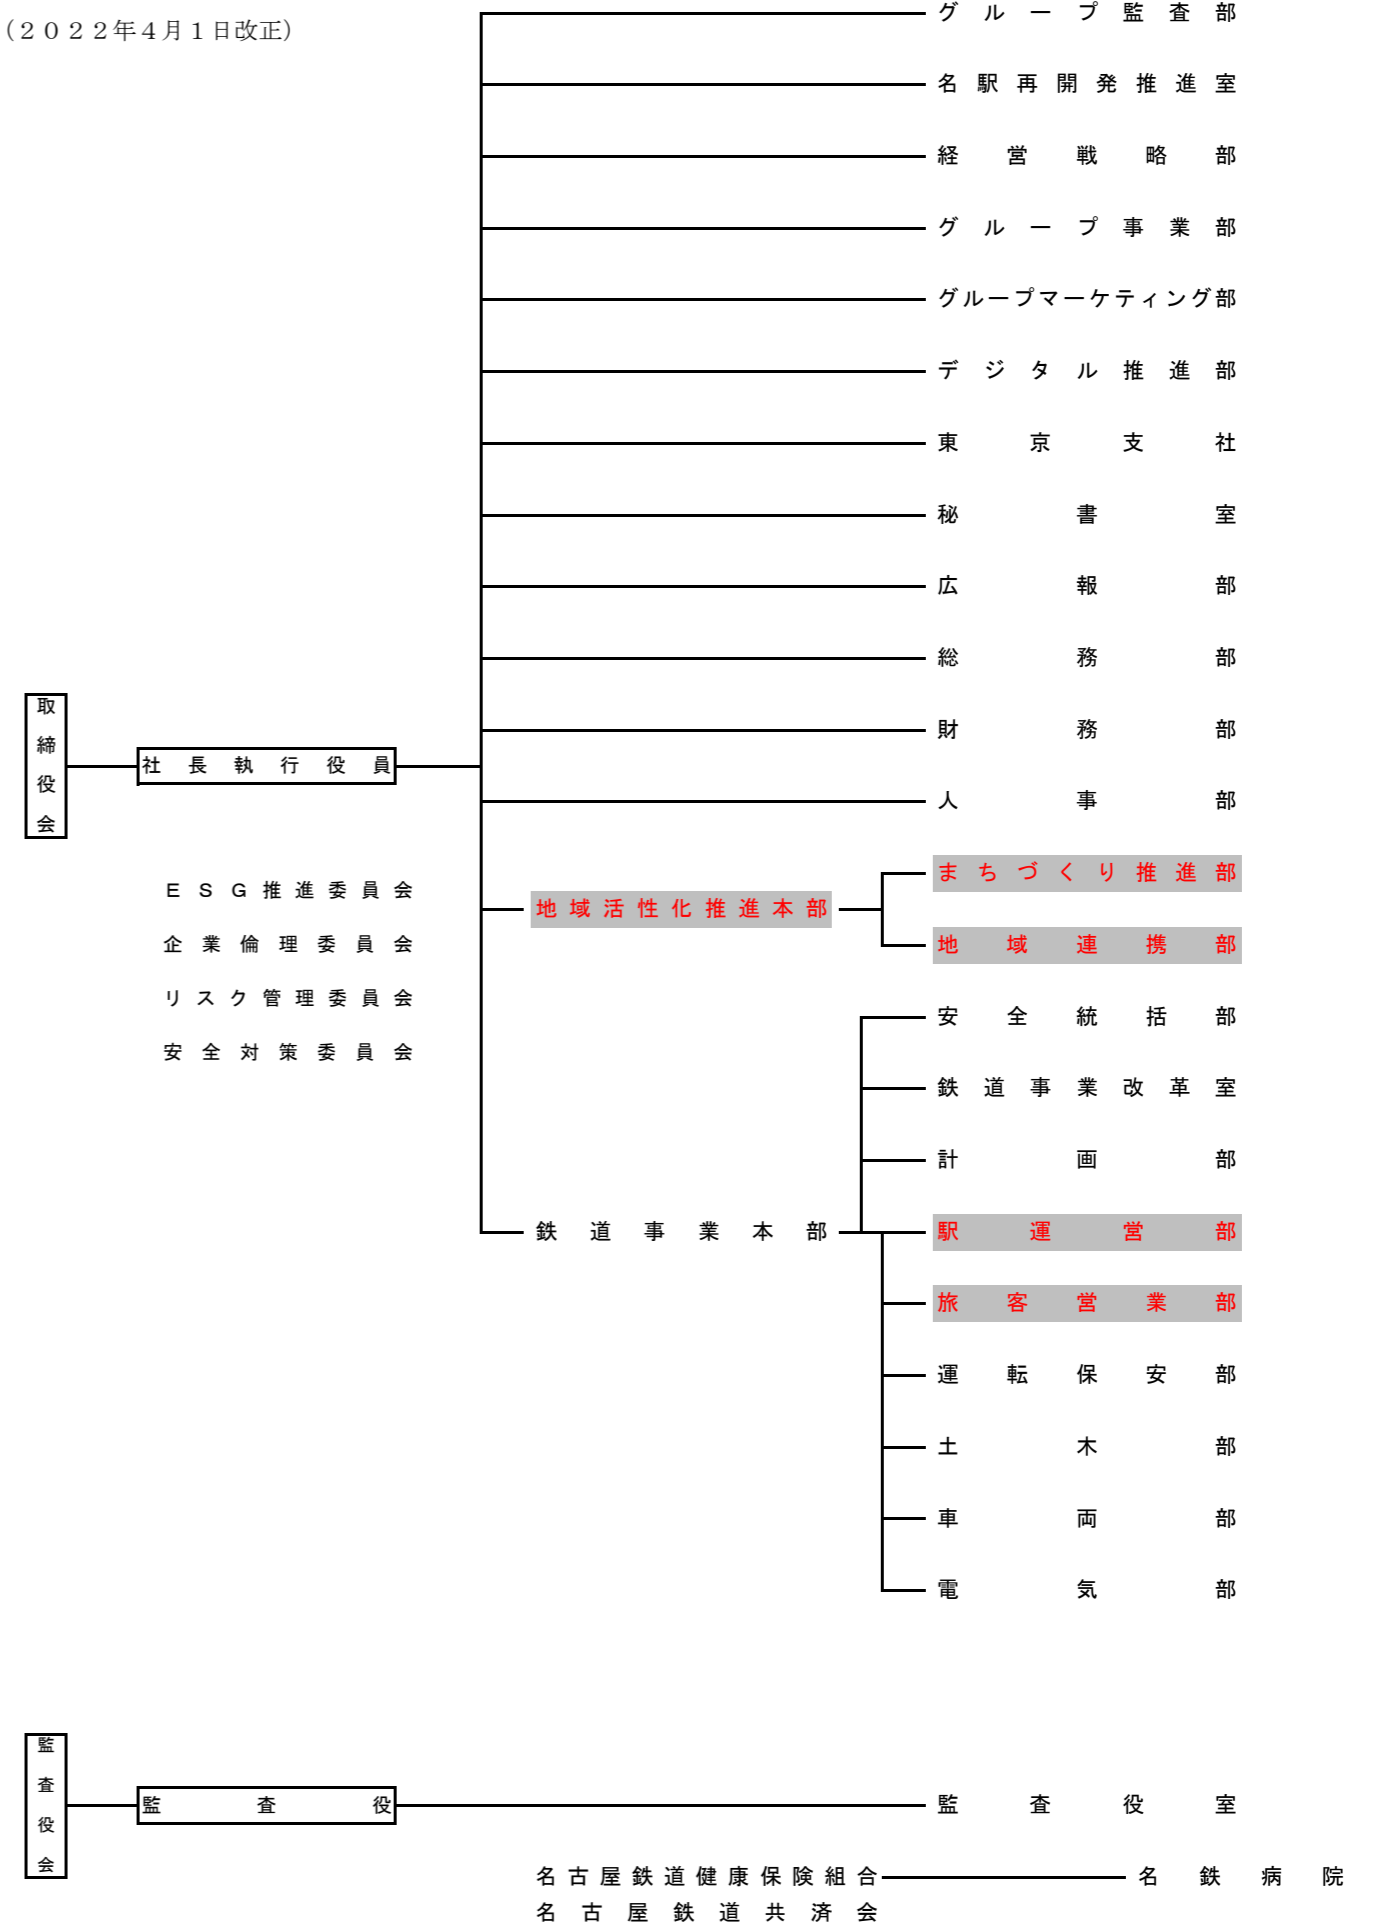 （２０２２年４月１日改正）
グループ監査部
名駅再開発推進室
経営戦略部
グループ事業部
グループマーケティング部
デジタル推進部
東京支社
秘書室
広報部
総務部
財務部
人事部
取締役会
社長執行役員
ＥＳＧ推進委員会
企業倫理委員会
リスク管理委員会
安全対策委員会
地域活性化推進本部
まちづくり推進部
地域連携部
鉄道事業本部
安全統括部
鉄道事業改革室
計画部
駅運営部
旅客営業部
運転保安部
土木部
車両部
電気部
監査役会
監査役
監査役室
名古屋鉄道健康保険組合
名鉄病院
名古屋鉄道共済会